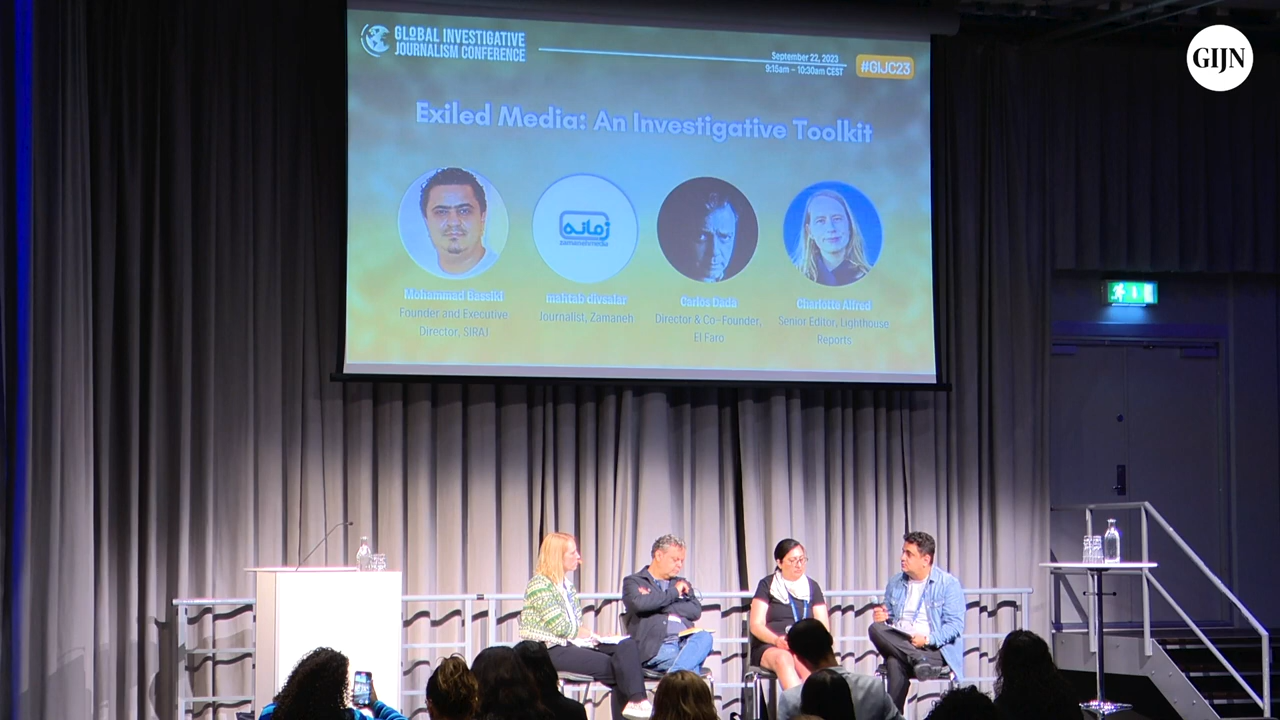 GLOBAL INVESTIGATIVE
JOURNALISM CONFERENCE
September 22, 2023
9:15am – 10:30am CEST
#GIJC23
GIJN
Exiled Media: An Investigative Toolkit
زمانه
zamanehmedia
Mohammad Bassiki
Founder and Executive
Director, SIRAJ
mahtab divsalar
Journalist, Zamaneh
Carlos Dada
Director & Co-Founder,
El Faro
Charlotte Alfred
Senior Editor, Lighthouse
Reports